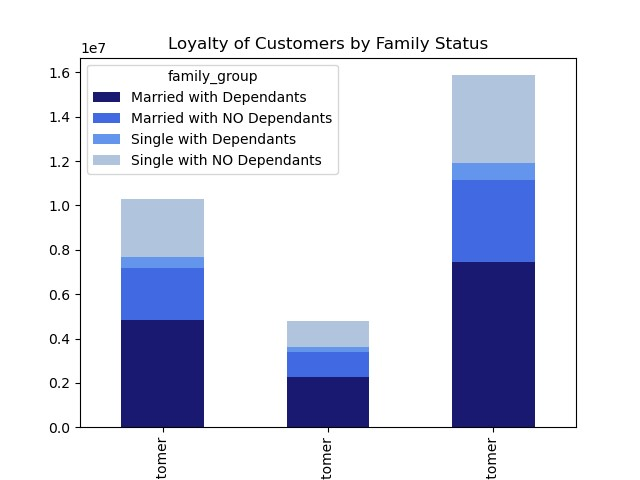 Loyalty of Customers by Family Status
1e7
1.6
1.4
1.2
1.0
0.8
0.6
0.4
0.2
0.0
family_group
Married with Dependants
Married with NO Dependants
Single with Dependants
Single with NO Dependants
tomer
tomer
tomer